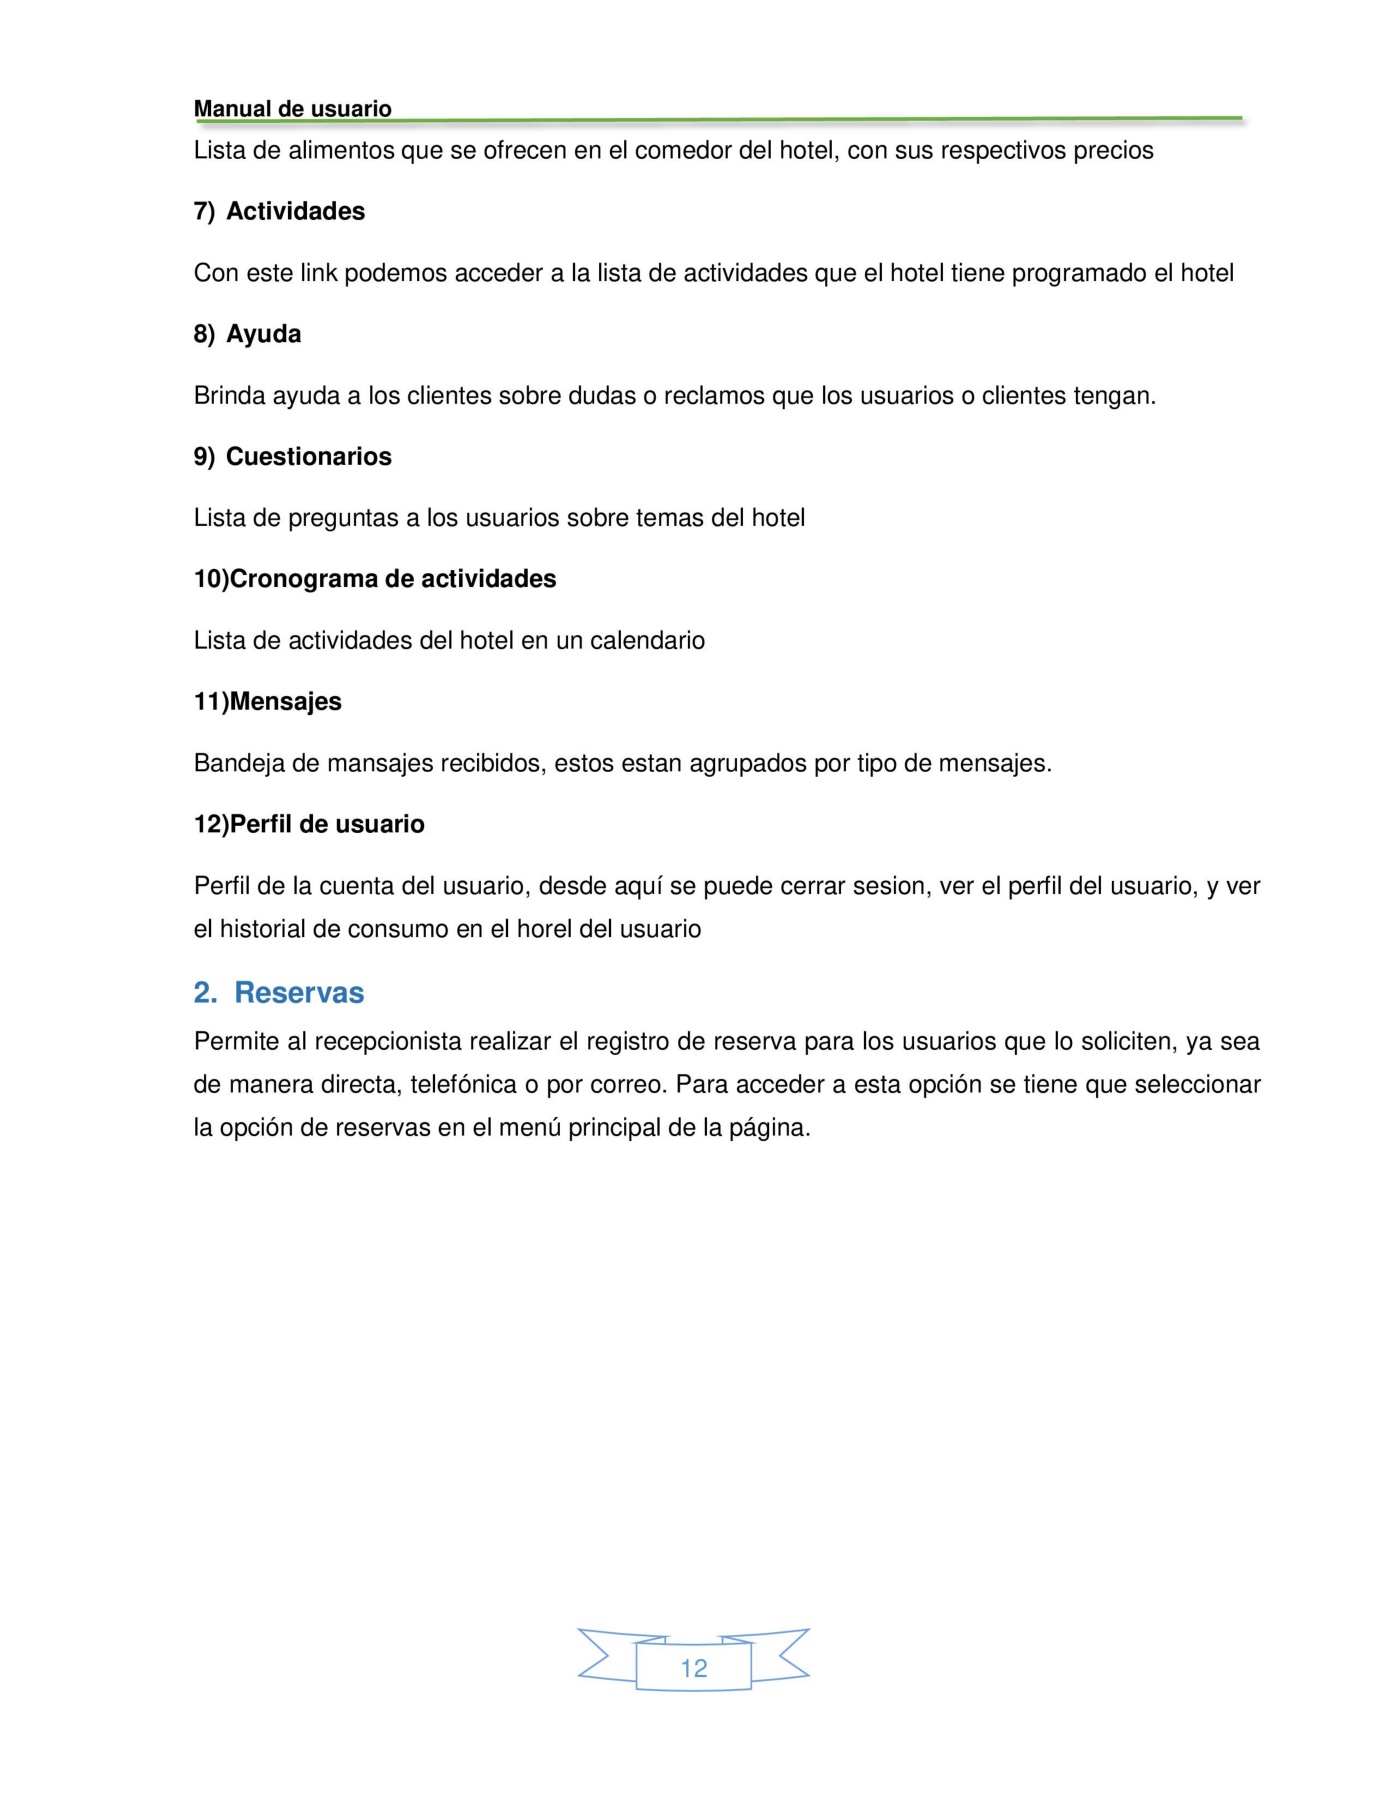 Manual de usuario
Lista de alimentos que se ofrecen en el comedor del hotel, con sus respectivos precios
7) Actividades
Con este link podemos acceder a la lista de actividades que el hotel tiene programado el hotel
8) Ayuda
Brinda ayuda a los clientes sobre dudas o reclamos que los usuarios o clientes tengan.
9) Cuestionarios
Lista de preguntas a los usuarios sobre temas del hotel
10)Cronograma de actividades
Lista de actividades del hotel en un calendario
11)Mensajes
Bandeja de mansajes recibidos, estos estan agrupados por tipo de mensajes.
12)Perfil de usuario
Perfil de la cuenta del usuario, desde aquí se puede cerrar sesion, ver el perfil del usuario, y ver
el historial de consumo en el horel del usuario
2. Reservas
Permite al recepcionista realizar el registro de reserva para los usuarios que lo soliciten, ya sea
de manera directa, telefónica o por correo. Para acceder a esta opción se tiene que seleccionar
la opción de reservas en el menú principal de la página.
12